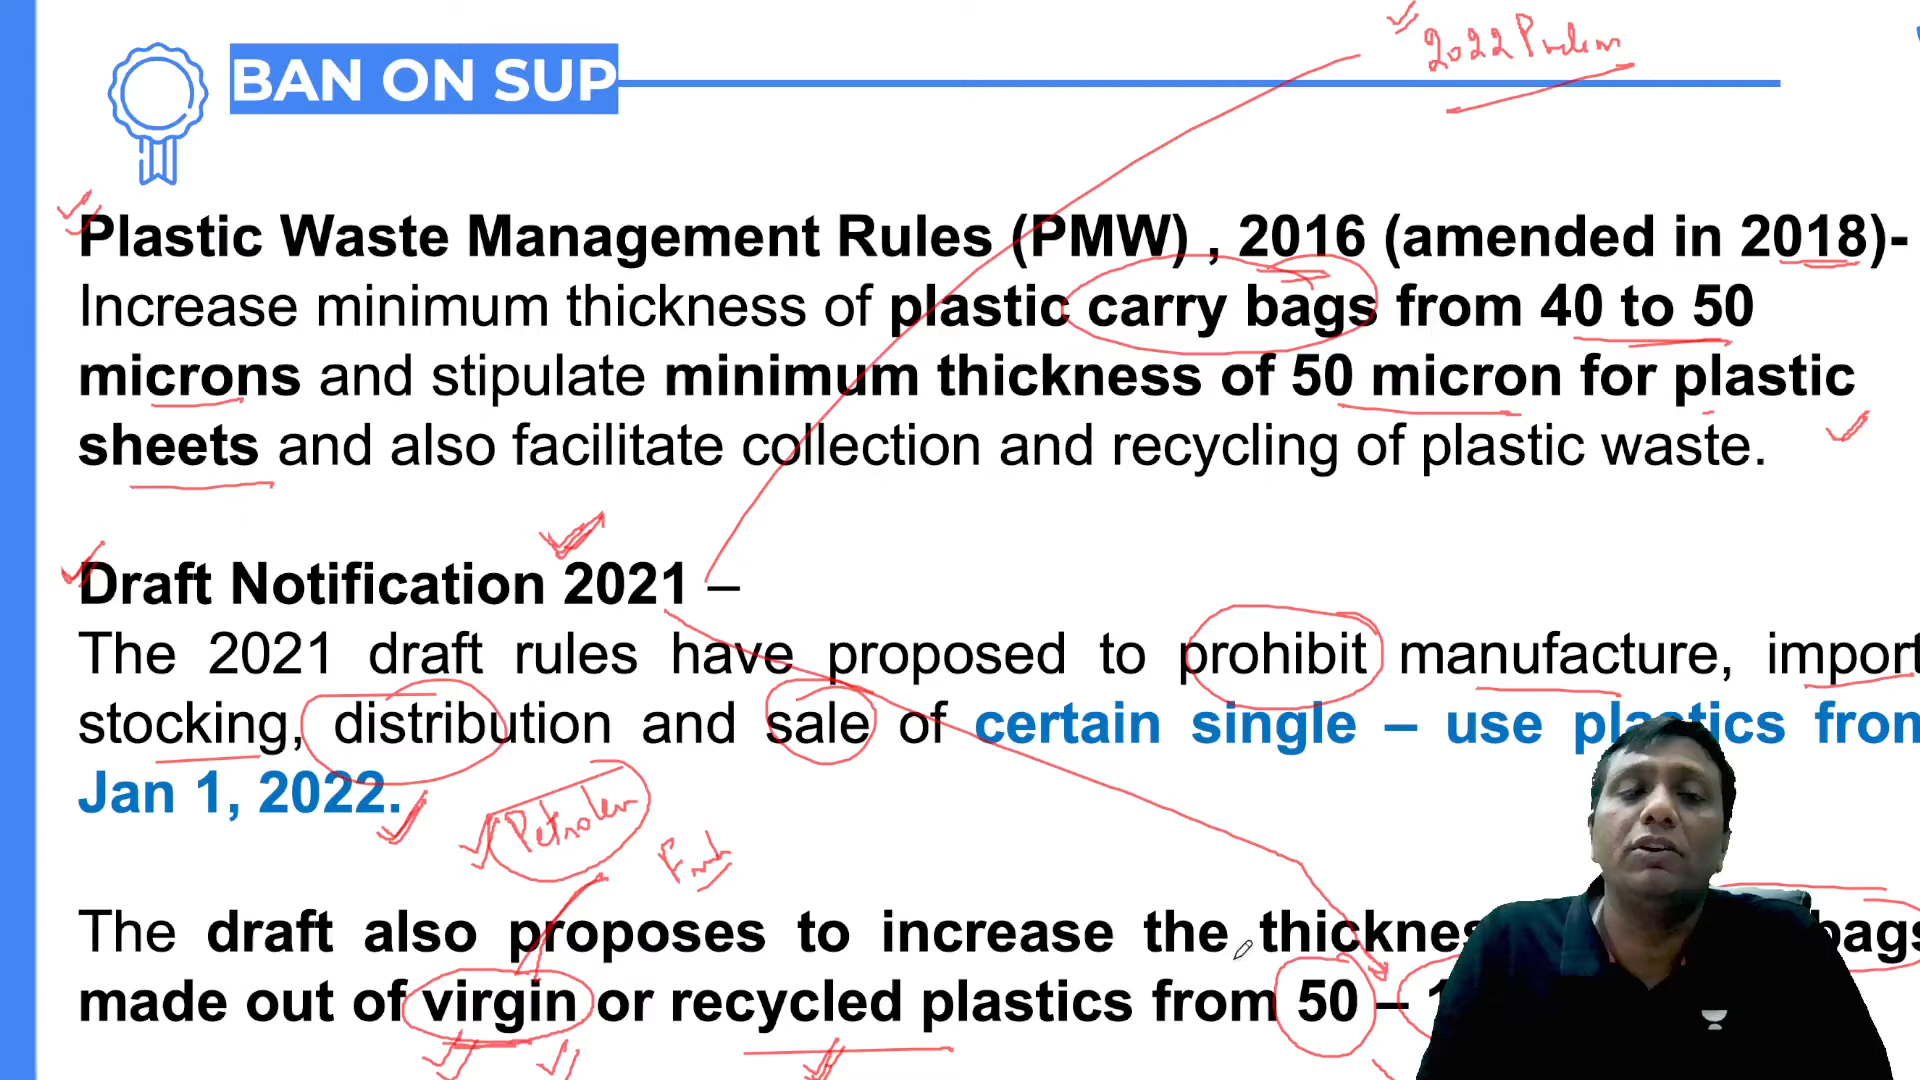 2022 Prelim
BAN ON SUP
Plastic Waste Management Rules (PMW) , 2016 (amended in 2018)-
Increase minimum thickness of plastic carry bags from 40 to 50
microns and stipulate minimum thickness of 50 micron for plastic
sheets and also facilitate collection and recycling of plastic waste.
Draft Notification 2021 –
The 2021 draft rules have proposed to prohibit manufacture, import
stocking, distribution and sale of certain single – use plastics from
Jan 1, 2022.
The draft also proposes to increase the bags
made out of virgin or recycled plastics from 50 –